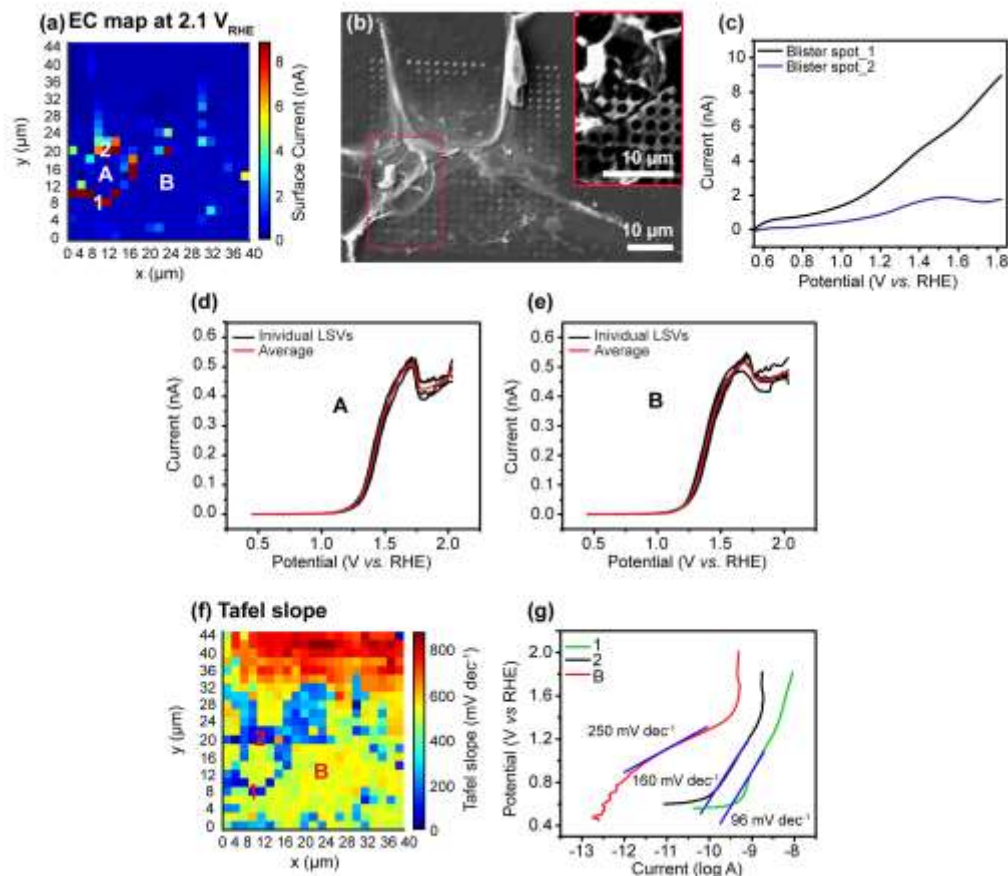 (a) EC map at 2.1 V_RHE
44
40
36
32
28
24
20
16
12
8
4
0
y (µm)
2
A
B
1
0 4 8 12 16 20 24 28 32 36 40
x (µm)
8
6
4
2
0
Surface Current (nA)
(b)
10 µm
10 µm
(c)
Blister spot_1
Blister spot_2
10
8
6
4
2
0
Current (nA)
0.6 0.8 1.0 1.2 1.4 1.6 1.8
Potential (V vs. RHE)
(d)
Inividual LSVs
Average
A
0.6
0.5
0.4
0.3
0.2
0.1
0.0
Current (nA)
0.5 1.0 1.5 2.0
Potential (V vs. RHE)
(e)
Inividual LSVs
Average
B
0.6
0.5
0.4
0.3
0.2
0.1
0.0
Current (nA)
0.5 1.0 1.5 2.0
Potential (V vs. RHE)
(f) Tafel slope
44
40
36
32
28
24
20
16
12
8
4
0
y (µm)
2
B
1
0 4 8 12 16 20 24 28 32 36 40
x (µm)
800
600
400
200
0
Tafel slope (mV dec⁻¹)
(g)
1
2
B
2.0
1.6
1.2
0.8
0.4
Potential (V vs RHE)
250 mV dec⁻¹
160 mV dec⁻¹
96 mV dec⁻¹
-13 -12 -11 -10 -9 -8
Current (log A)